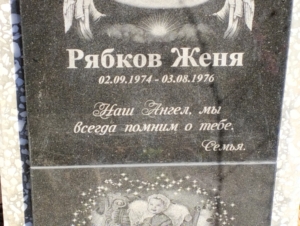 Рябков Женя
02.09.1974 - 03.08.1976
Наш Ангел, мы
всегда помним о тебе.
Семья.